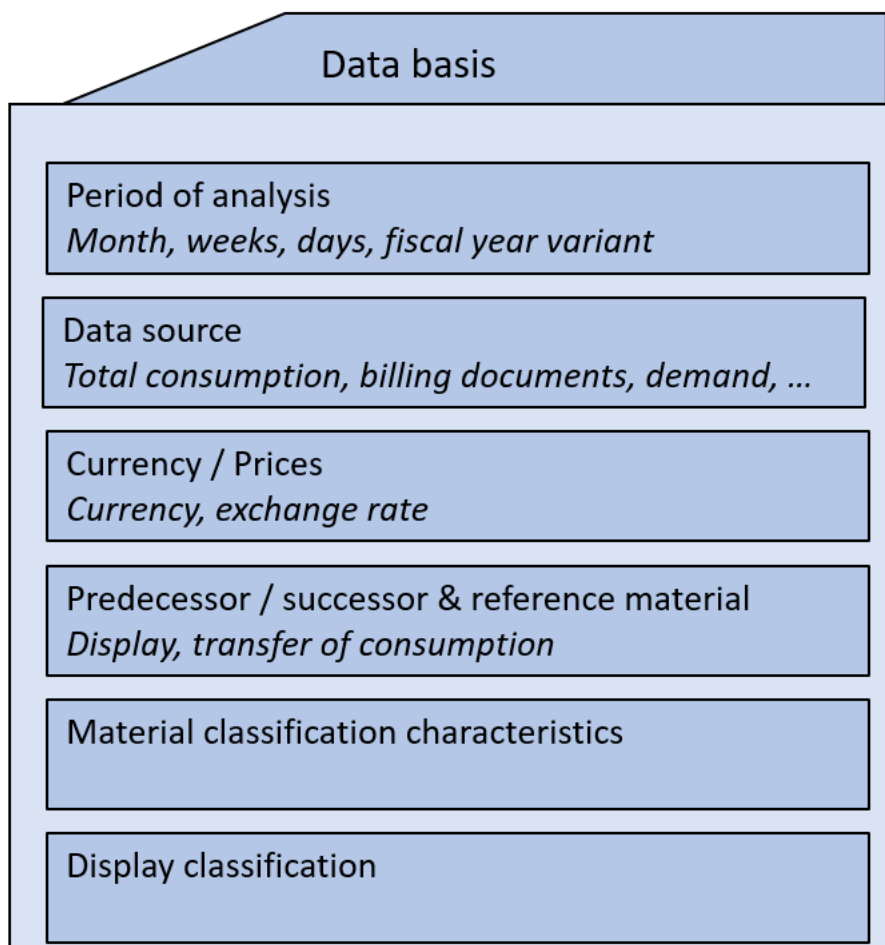 Data basis
Period of analysis
Month, weeks, days, fiscal year variant
Data source
Total consumption, billing documents, demand, ...
Currency / Prices
Currency, exchange rate
Predecessor / successor & reference material
Display, transfer of consumption
Material classification characteristics
Display classification